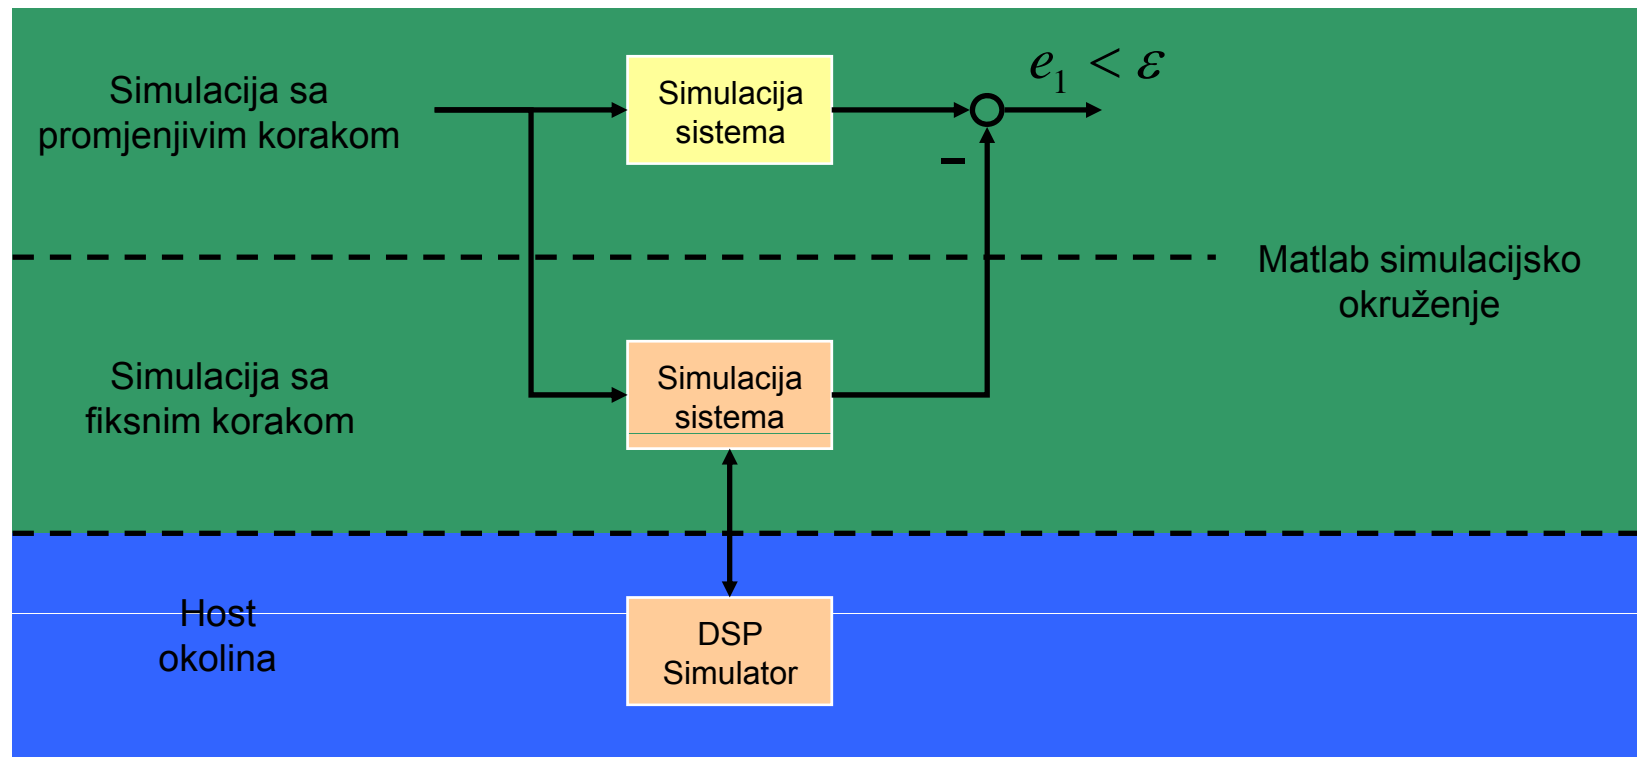 Simulacija sa
promjenjivim korakom
Simulacija
sistema
e₁ < ε
-
Matlab simulacijsko
okruženje
Simulacija sa
fiksnim korakom
Simulacija
sistema
Host
okolina
DSP
Simulator